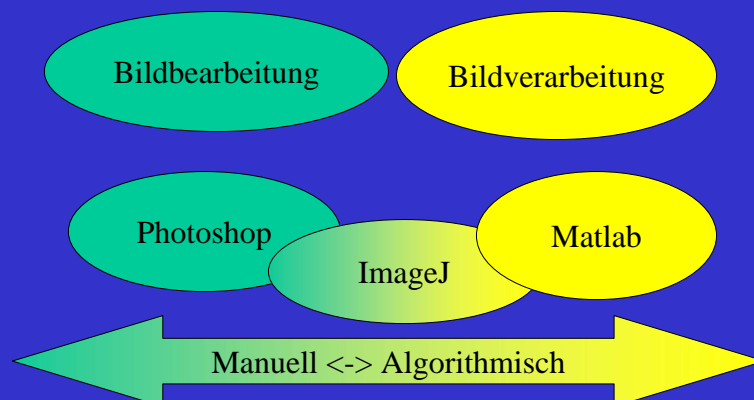 Bildbearbeitung
Bildverarbeitung
Photoshop
Matlab
ImageJ
Manuell <-> Algorithmisch